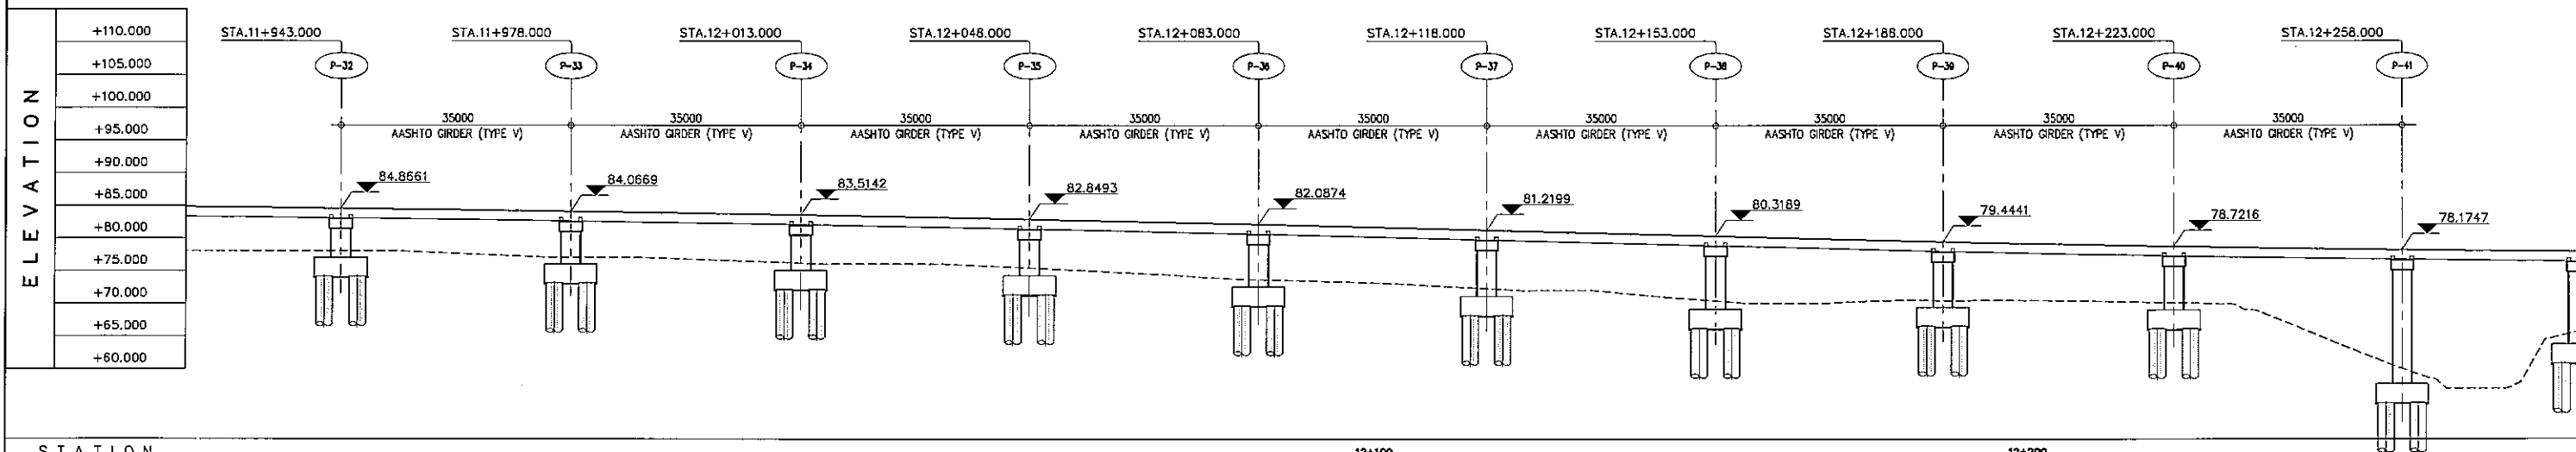 ELEVATION
+110.000
+105.000
+100.000
+95.000
+90.000
+85.000
+80.000
+75.000
+70.000
+65.000
+60.000
STA.11+943.000 STA.11+978.000 STA.12+013.000 STA.12+048.000 STA.12+083.000 STA.12+118.000 STA.12+153.000 STA.12+188.000 STA.12+223.000 STA.12+258.000
P-32 P-33 P-34 P-35 P-36 P-37 P-38 P-39 P-40 P-41
35000 35000 35000 35000 35000 35000 35000 35000 35000
AASHTO GIRDER (TYPE V) AASHTO GIRDER (TYPE V) AASHTO GIRDER (TYPE V) AASHTO GIRDER (TYPE V) AASHTO GIRDER (TYPE V) AASHTO GIRDER (TYPE V) AASHTO GIRDER (TYPE V) AASHTO GIRDER (TYPE V) AASHTO GIRDER (TYPE V)
84.8661 84.0669 83.5142 82.8493 82.0874 81.2199 80.3189 79.4441 78.7216 78.1747
STATION 12+100 12+200